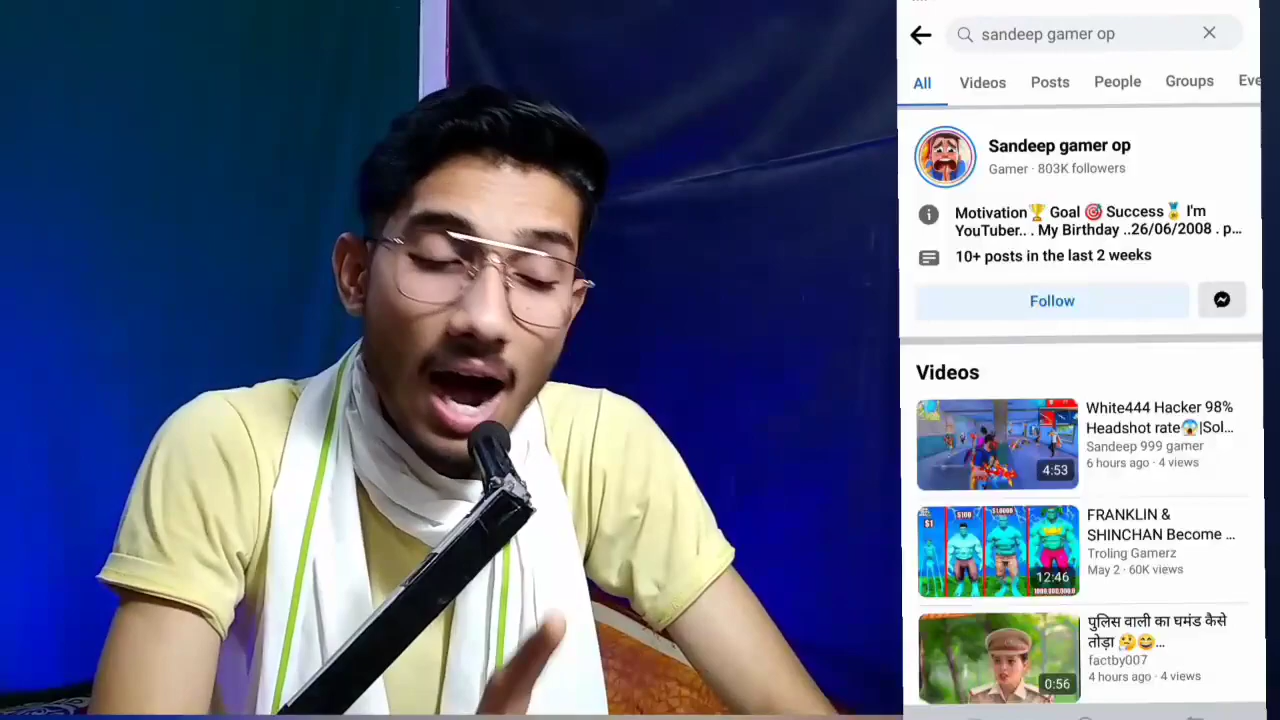 sandeep gamer op
All Videos Posts People Groups Eve
Sandeep gamer op
Gamer · 803K followers
Motivation🏆 Goal 🎯 Success🏅 I'm
YouTuber.. . My Birthday ..26/06/2008 . p...
10+ posts in the last 2 weeks
Follow
Videos
White444 Hacker 98%
Headshot rate😱|Sol...
Sandeep 999 gamer
6 hours ago · 4 views
4:53
FRANKLIN &
SHINCHAN Become ...
Troling Gamerz
May 2 · 60K views
$1
$100
12:46
पुलिस वाली का घमंड कैसे
तोड़ा 🤔😄...
factby007
4 hours ago · 4 views
0:56